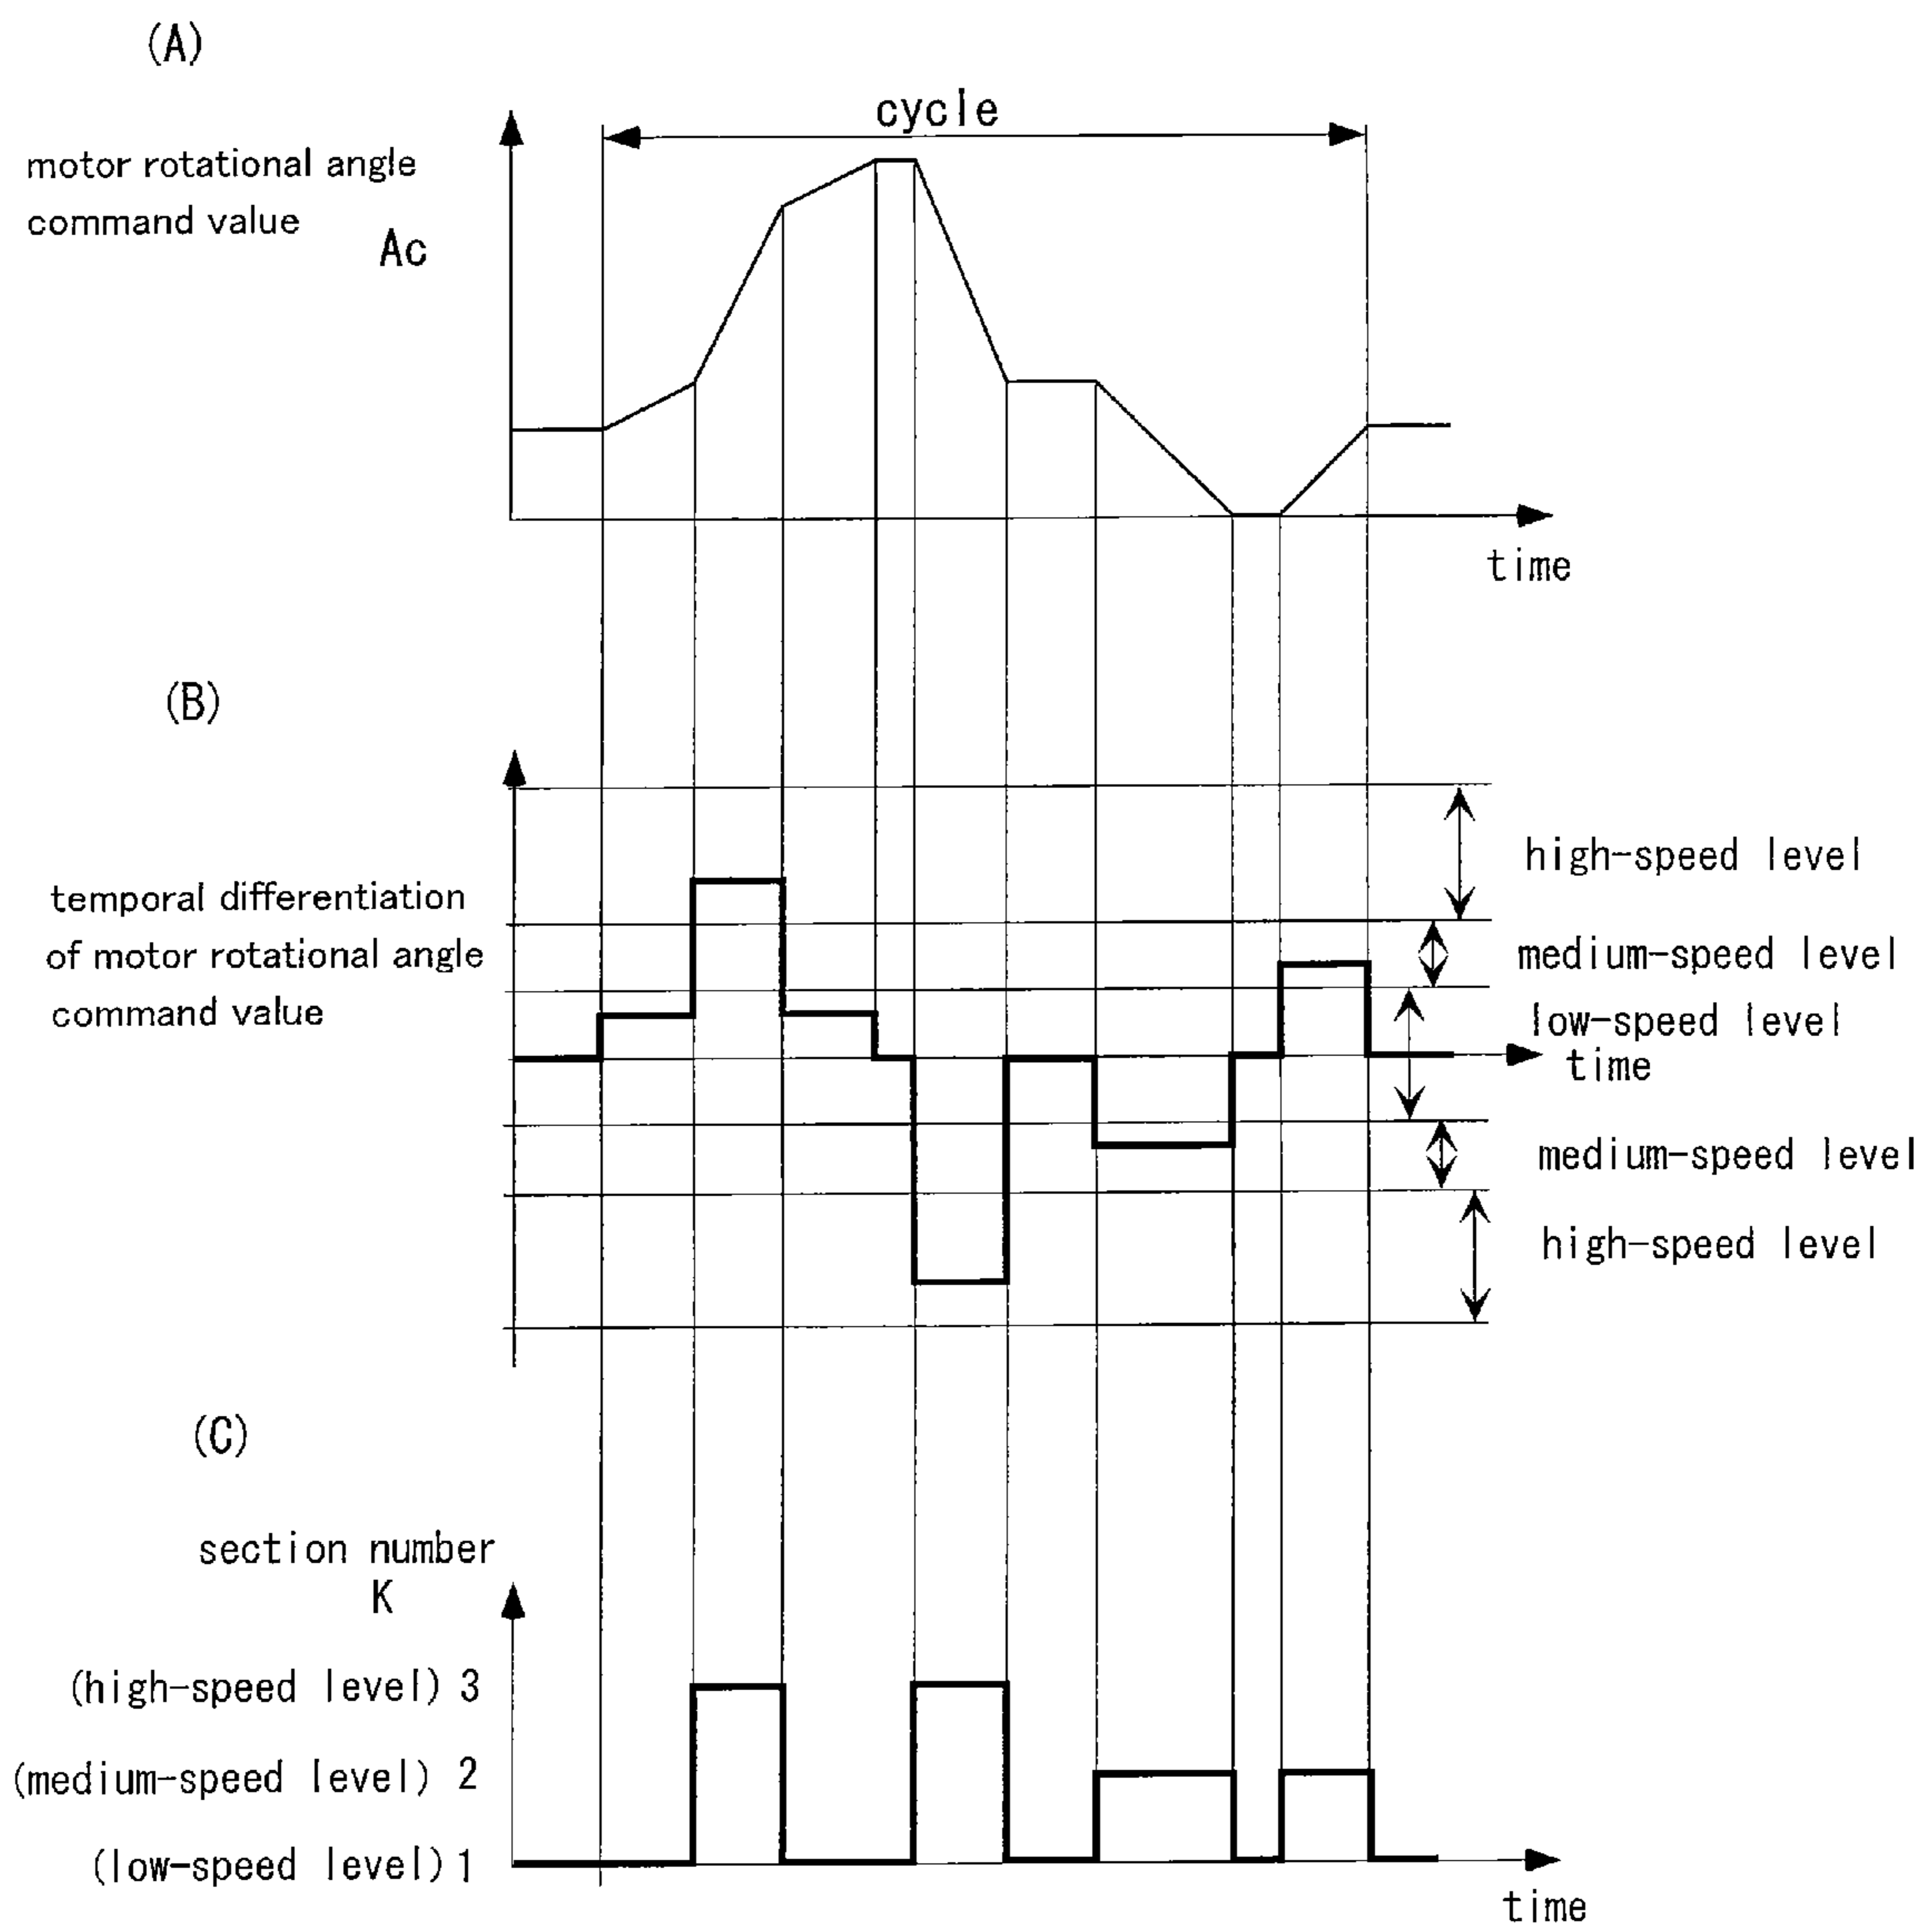 (A)
cycle
motor rotational angle
command value
Ac
time
(B)
high-speed level
temporal differentiation
of motor rotational angle
command value
medium-speed level
low-speed level
time
medium-speed level
high-speed level
(C)
section number
K
(high-speed level) 3
(medium-speed level) 2
(low-speed level) 1
time